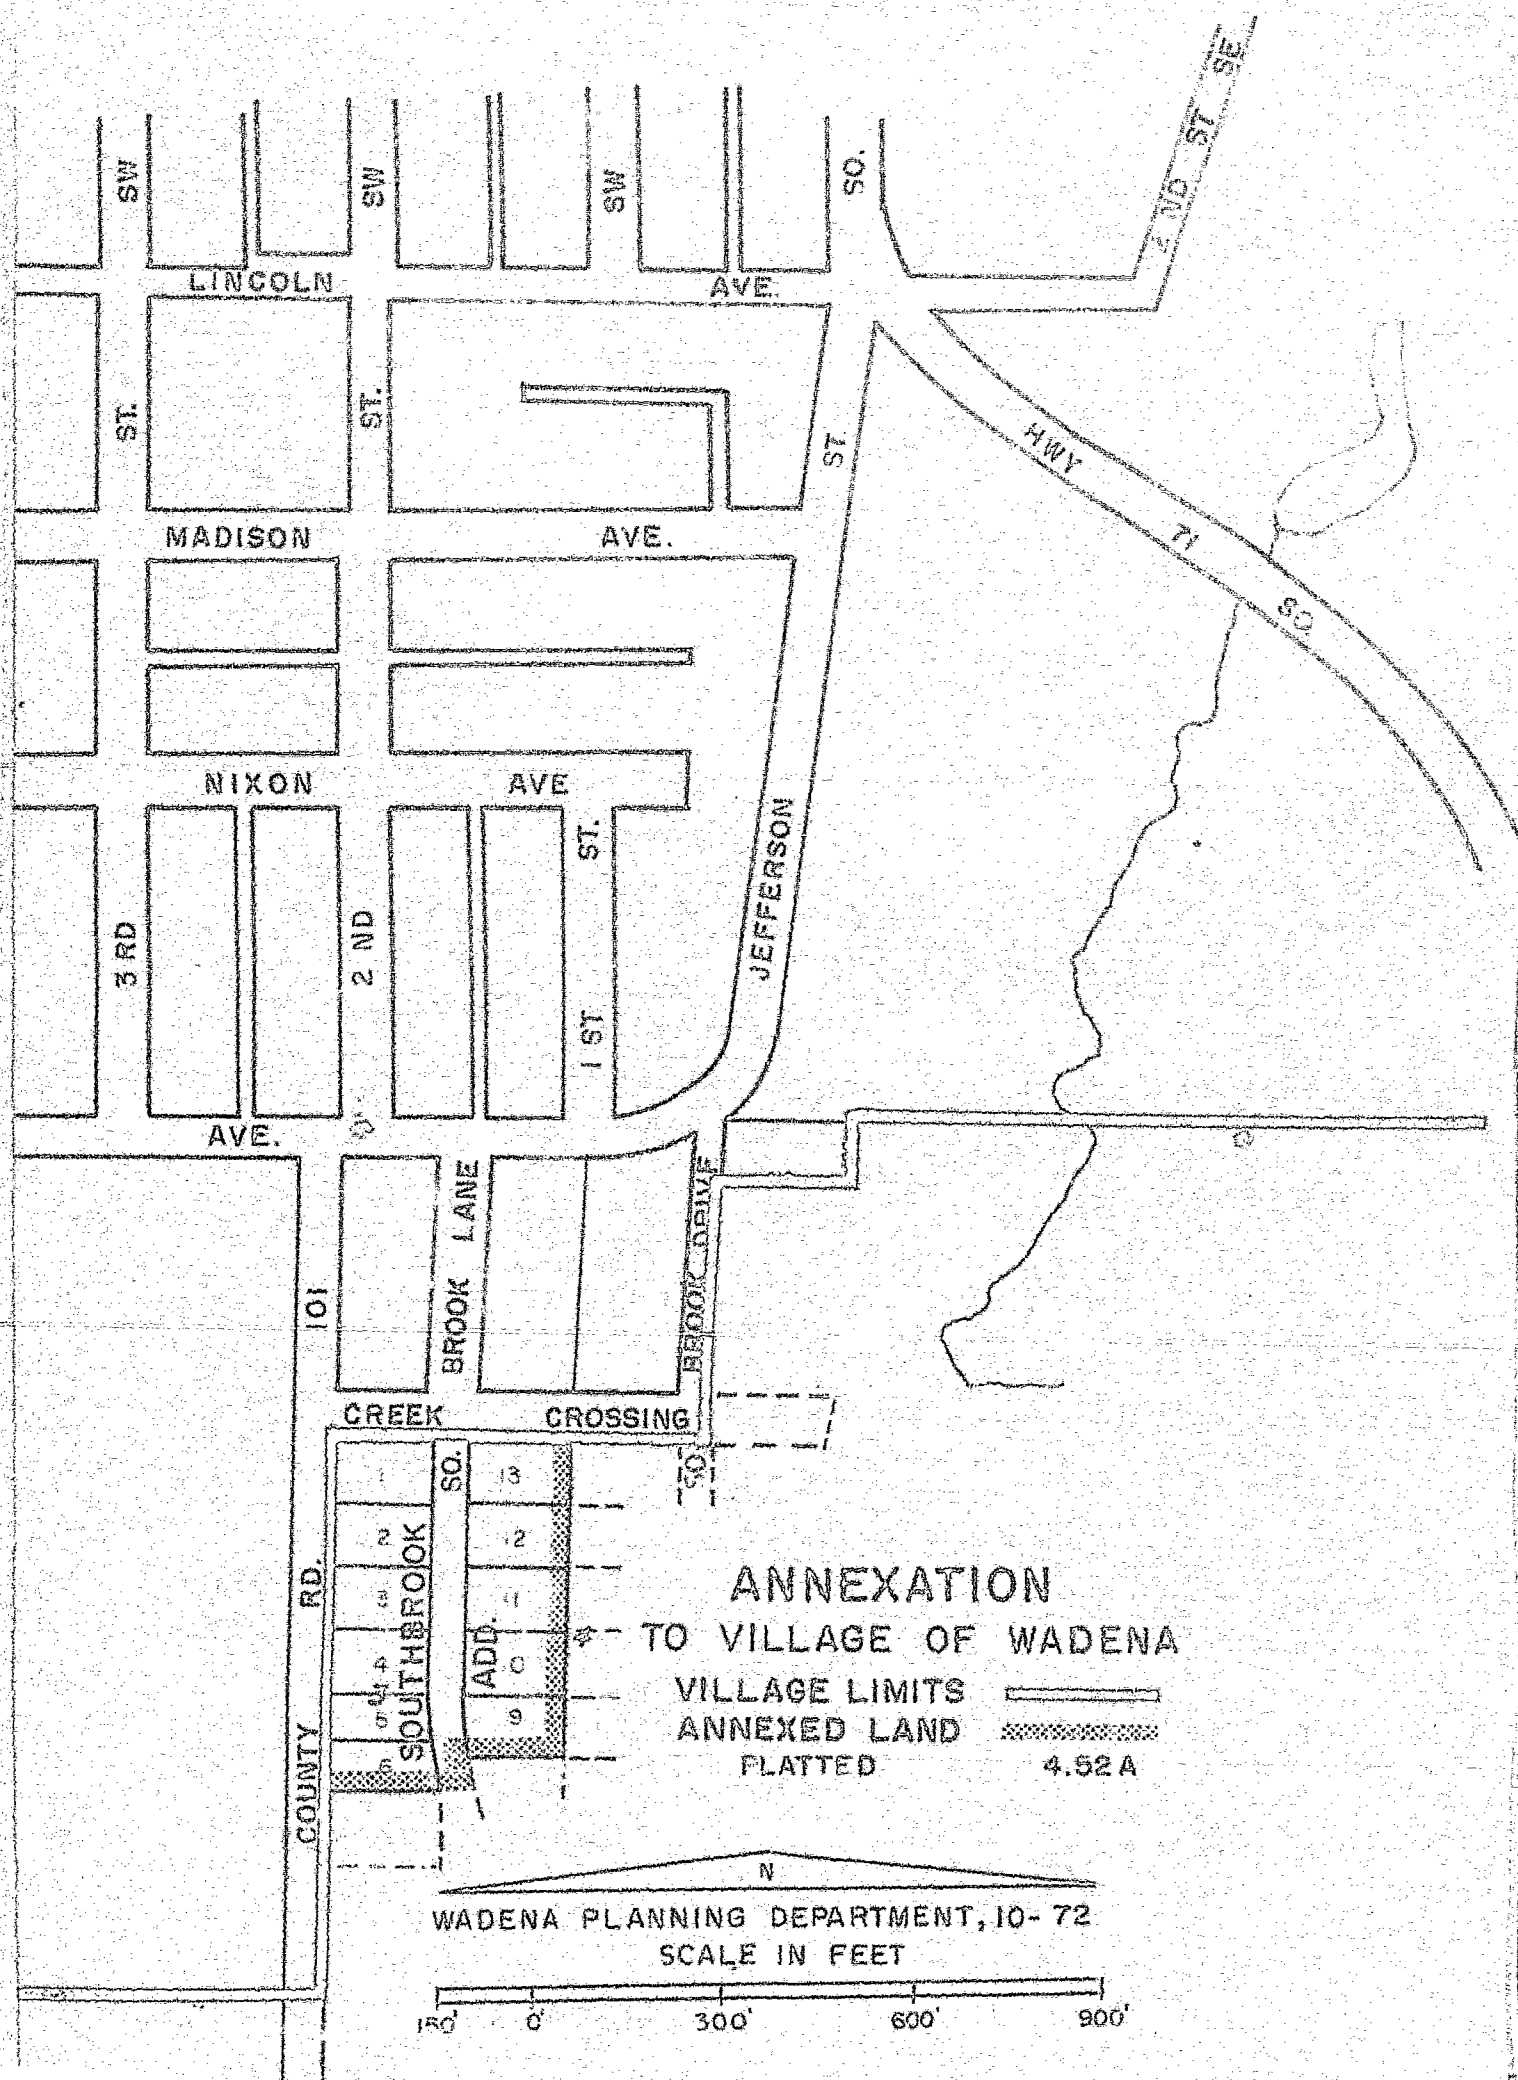 SW
SW
SW
SO.
2 ND ST SE
LINCOLN AVE.
ST.
ST.
ST.
HWY 71 SO.
MADISON AVE.
NIXON AVE
ST.
JEFFERSON
3 RD
2 ND
1 ST
AVE.
BROOK LANE
BROOK DRIVE
101
CREEK CROSSING
SO.
SO.
1
13
2
12
3
11
4
5
9
6
SOUTHBROOK
ADD.
COUNTY RD.
ANNEXATION
TO VILLAGE OF WADENA
VILLAGE LIMITS
ANNEXED LAND
PLATTED 4.52 A
N
WADENA PLANNING DEPARTMENT, 10-72
SCALE IN FEET
150' 0' 300' 600' 900'